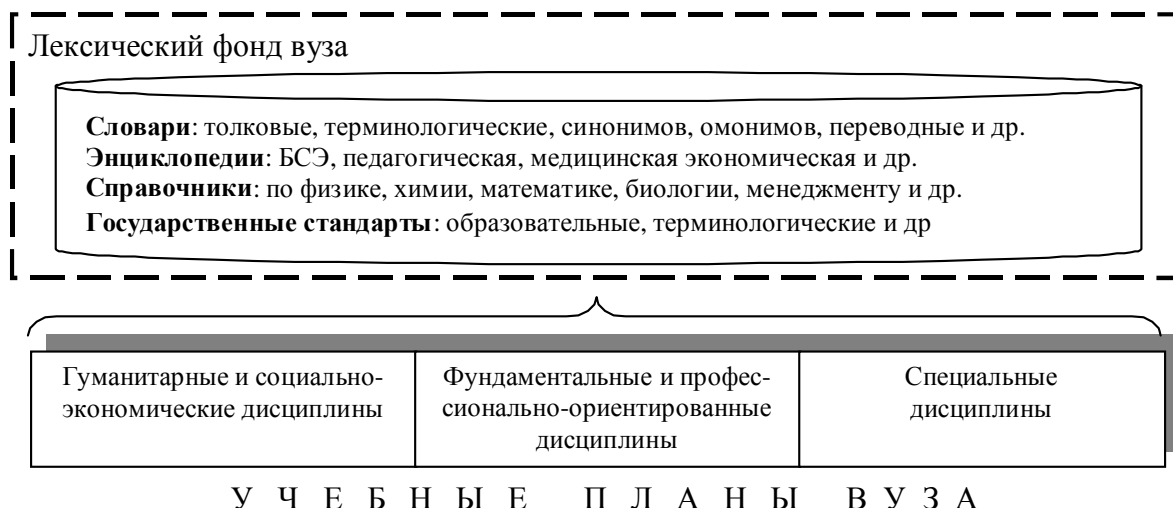 Лексический фонд вуза
Словари: толковые, терминологические, синонимов, омонимов, переводные и др.
Энциклопедии: БСЭ, педагогическая, медицинская экономическая и др.
Справочники: по физике, химии, математике, биологии, менеджменту и др.
Государственные стандарты: образовательные, терминологические и др
Гуманитарные и социально-
экономические дисциплины
Фундаментальные и профес-
сионально-ориентированные
дисциплины
Специальные
дисциплины
У Ч Е Б Н Ы Е П Л А Н Ы В У З А